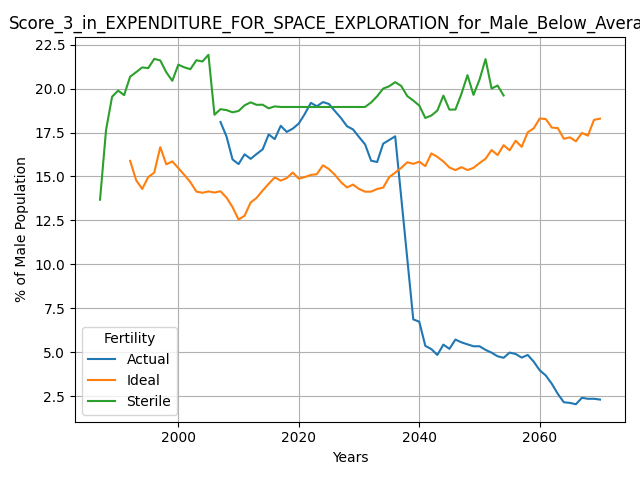 Score_3_in_EXPENDITURE_FOR_SPACE_EXPLORATION_for_Male_Below_Avera
22.5
20.0
17.5
15.0
12.5
10.0
7.5
5.0
2.5
% of Male Population
Fertility
Actual
Ideal
Sterile
2000 2020 2040 2060
Years